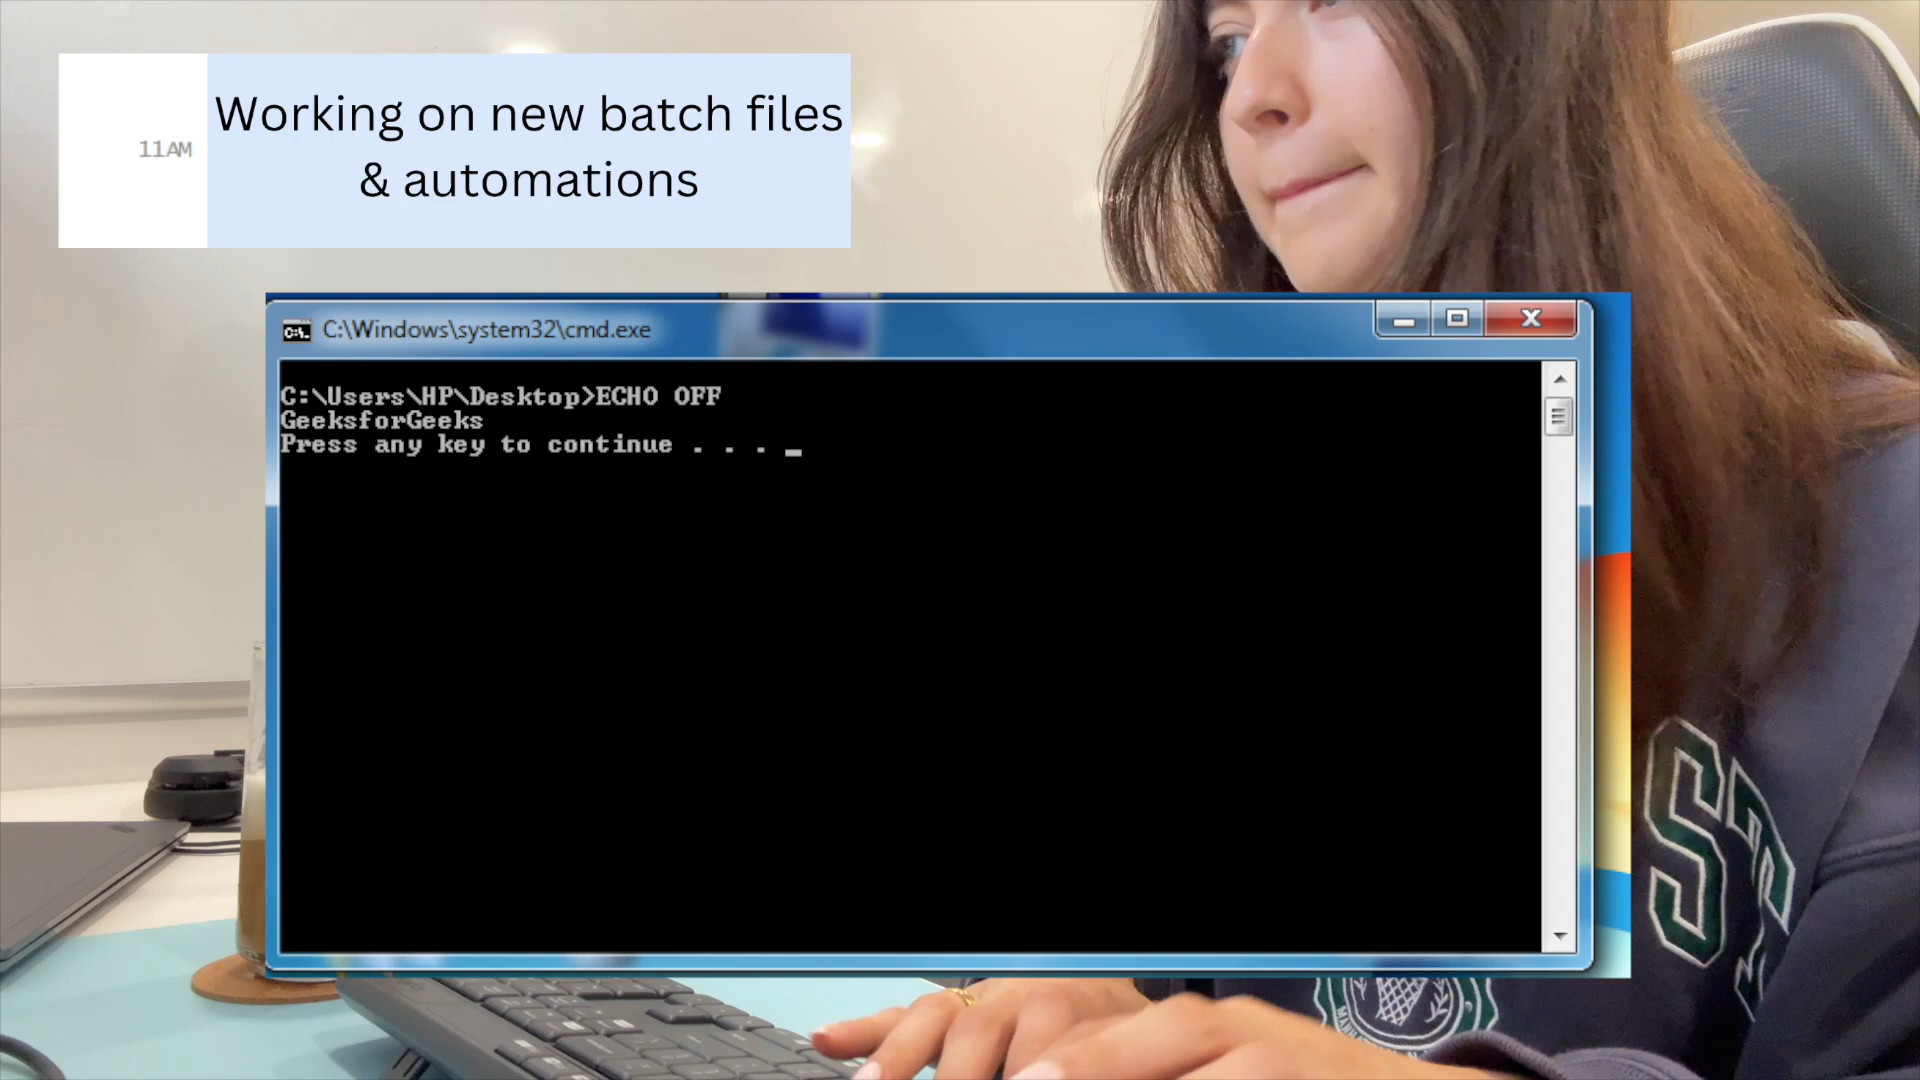 11AM
Working on new batch files
& automations
C:\Windows\system32\cmd.exe
C:\Users\HP\Desktop>ECHO OFF
GeeksforGeeks
Press any key to continue . . . _
ST